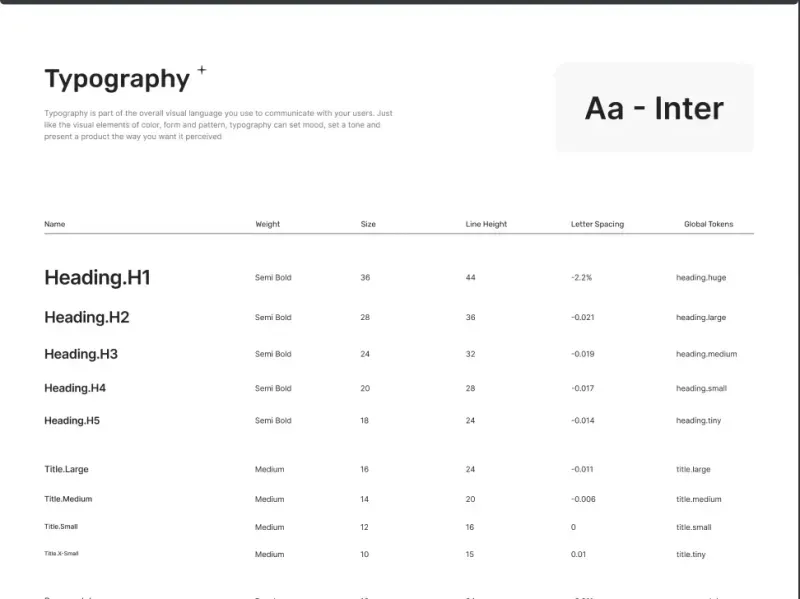 Typography
Aa - Inter
Typography is part of the overall visual language you use to communicate with your users. Just
like the visual elements of color, form and pattern, typography can set mood, set a tone and
present a product the way you want it perceived
Name Weight Size Line Height Letter Spacing Global Tokens
Heading.H1 Semi Bold 36 44 -2.2% heading.huge
Heading.H2 Semi Bold 28 36 -0.021 heading.large
Heading.H3 Semi Bold 24 32 -0.019 heading.medium
Heading.H4 Semi Bold 20 28 -0.017 heading.small
Heading.H5 Semi Bold 18 24 -0.014 heading.tiny
Title.Large Medium 16 24 -0.011 title.large
Title.Medium Medium 14 20 -0.006 title.medium
Title.Small Medium 12 16 0 title.small
Title.X-Small Medium 10 15 0.01 title.tiny